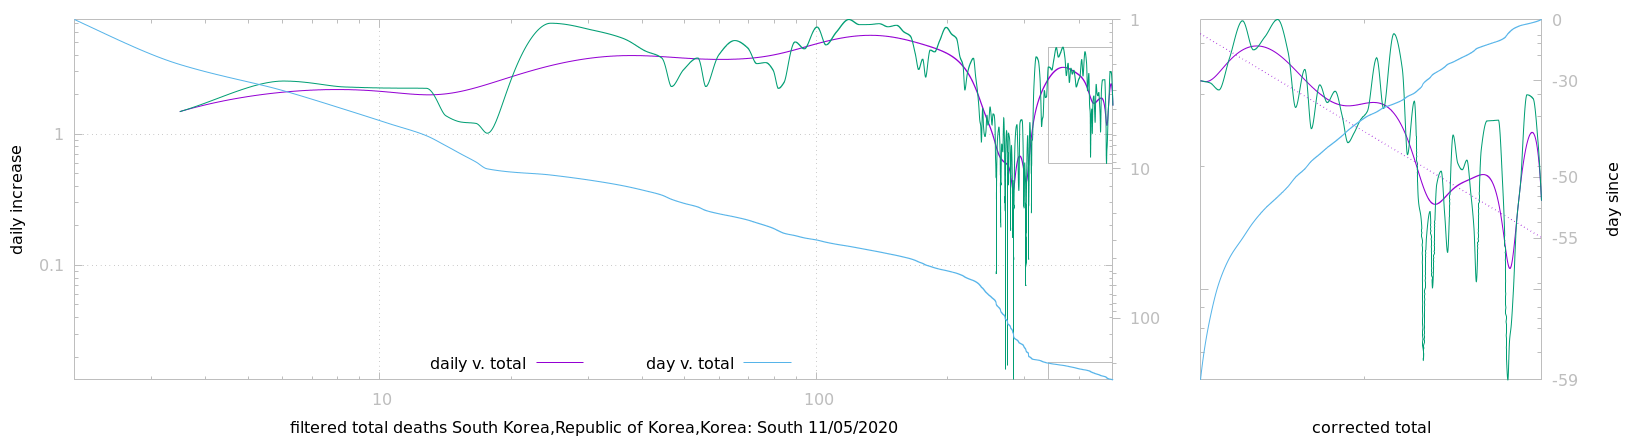 daily increase
1
0.1
1
10
100
daily v. total
day v. total
10
100
filtered total deaths South Korea,Republic of Korea,Korea: South 11/05/2020
0
-30
-50
-55
-59
day since
corrected total